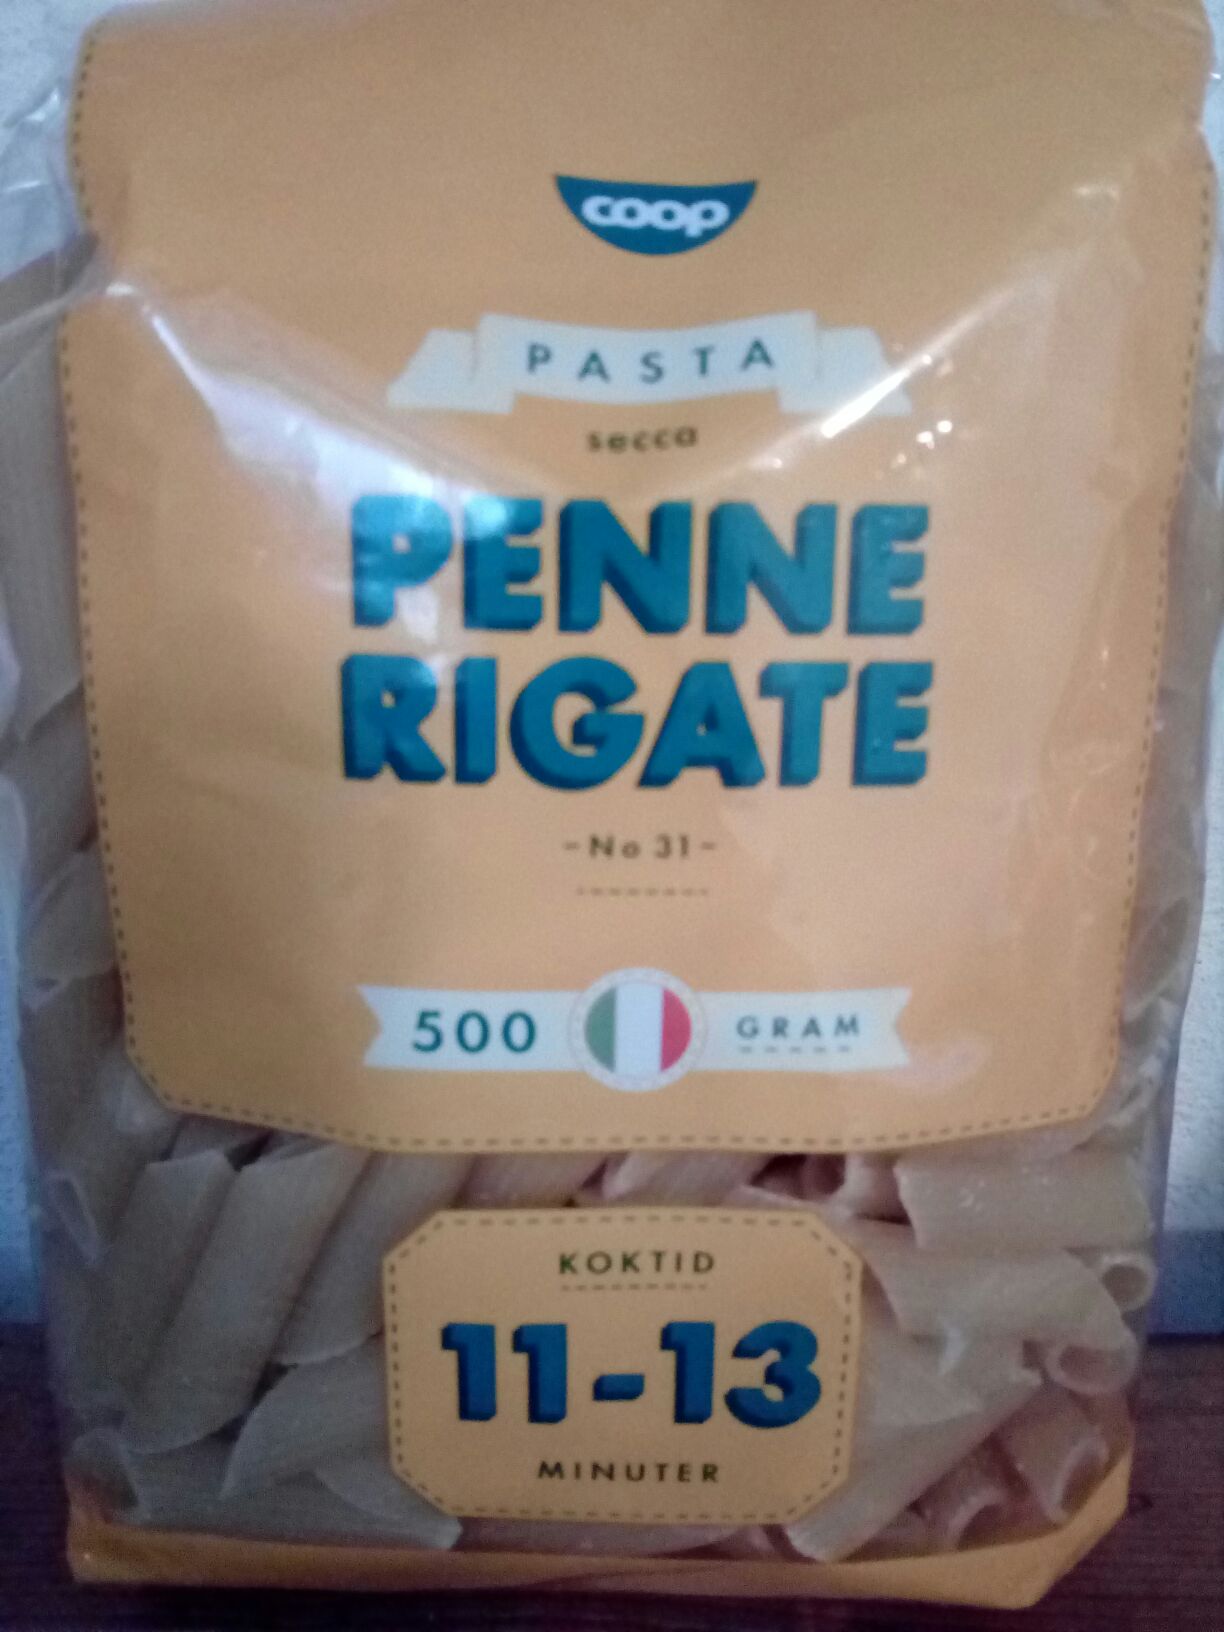 coop
PASTA
secca
PENNE
RIGATE
-No 31-
500 GRAM
KOKTID
11-13
MINUTER